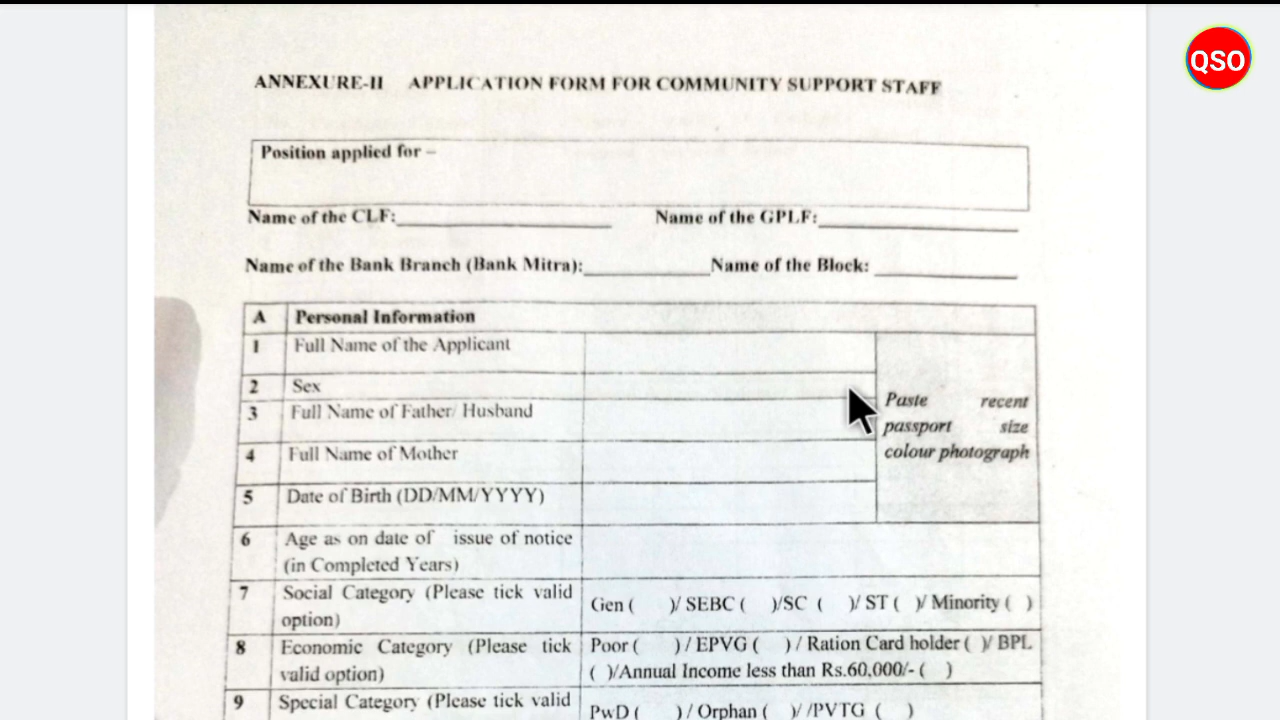 QSO
ANNEXURE-II APPLICATION FORM FOR COMMUNITY SUPPORT STAFF
Position applied for –
Name of the CLF:____________ Name of the GPLF:____________
Name of the Bank Branch (Bank Mitra):____________Name of the Block: ____________
A Personal Information
1 Full Name of the Applicant
2 Sex
3 Full Name of Father/ Husband
Paste recent
passport size
colour photograph
4 Full Name of Mother
5 Date of Birth (DD/MM/YYYY)
6 Age as on date of issue of notice
(in Completed Years)
7 Social Category (Please tick valid
option)
Gen ( )/ SEBC ( )/SC ( )/ ST ( )/ Minority ( )
8 Economic Category (Please tick
valid option)
Poor ( ) / EPVG ( ) / Ration Card holder ( )/ BPL
( )/Annual Income less than Rs.60,000/- ( )
9 Special Category (Please tick valid
PwD ( ) / Orphan ( )/ /PVTG ( )